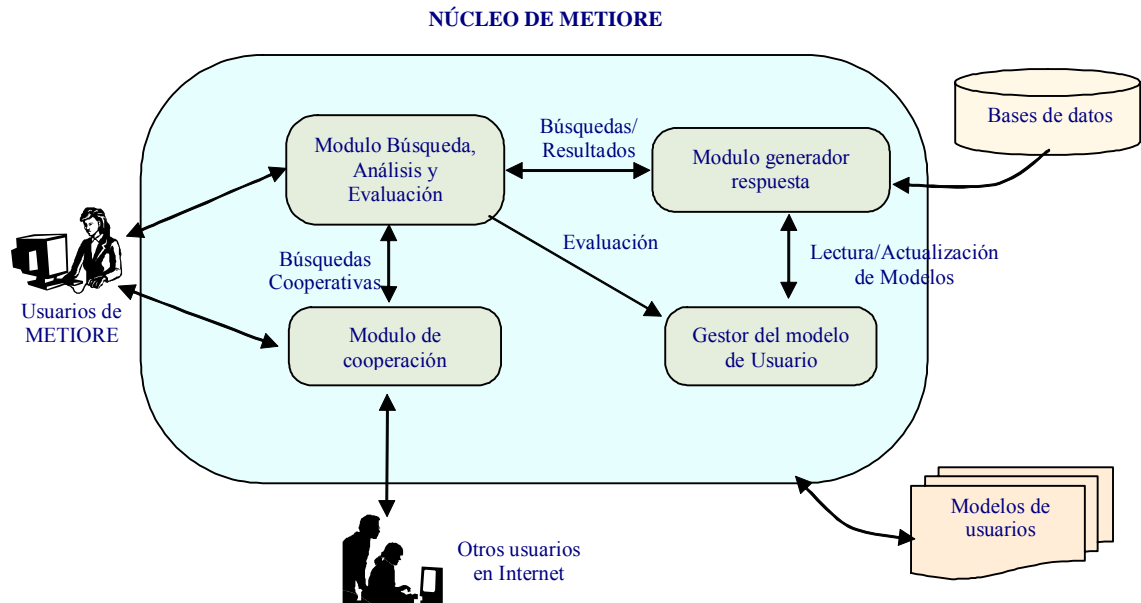 NÚCLEO DE METIORE
Modulo Búsqueda,
Análisis y
Evaluación
Búsquedas/
Resultados
Modulo generador
respuesta
Bases de datos
Evaluación
Búsquedas
Cooperativas
Lectura/Actualización
de Modelos
Usuarios de
METIORE
Modulo de
cooperación
Gestor del modelo
de Usuario
Modelos de
usuarios
Otros usuarios
en Internet